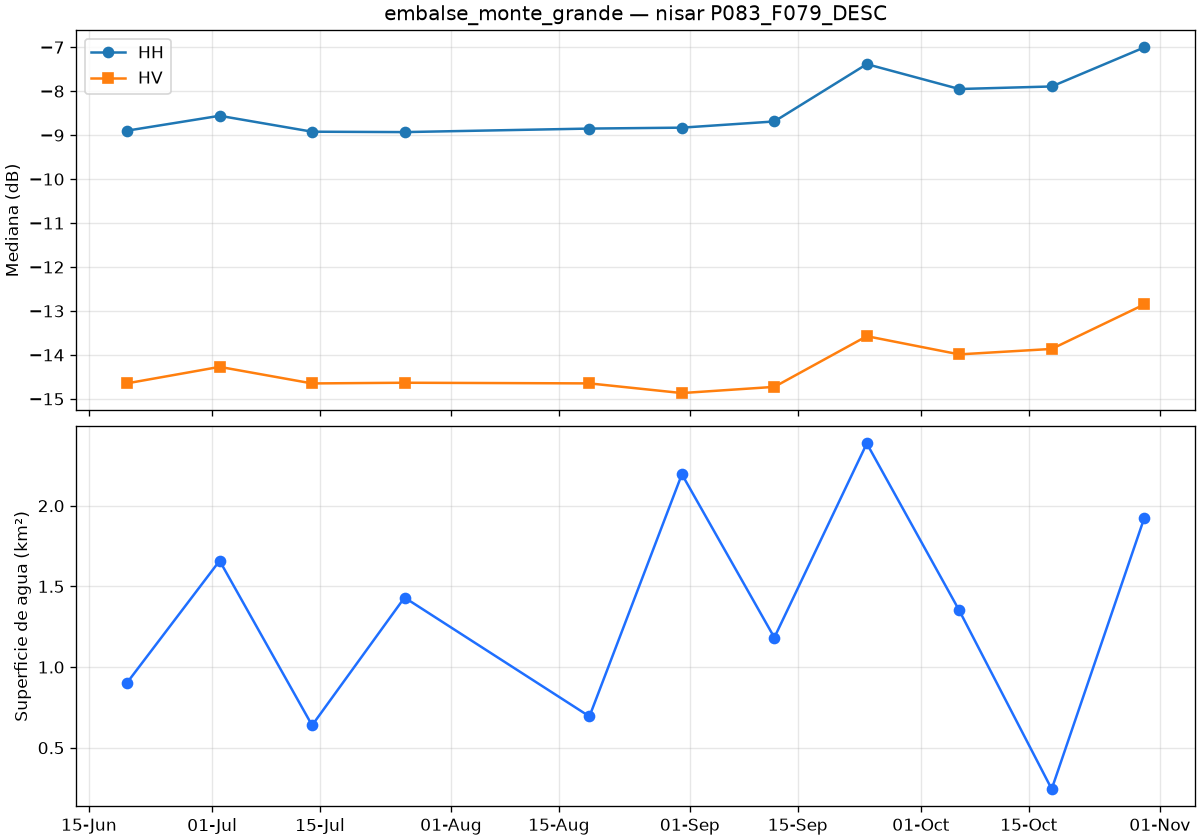 embalse_monte_grande — nisar P083_F079_DESC
HH
HV
−7
−8
−9
−10
−11
−12
−13
−14
−15
Mediana (dB)
2.0
1.5
1.0
0.5
Superficie de agua (km²)
15-Jun 01-Jul 15-Jul 01-Aug 15-Aug 01-Sep 15-Sep 01-Oct 15-Oct 01-Nov